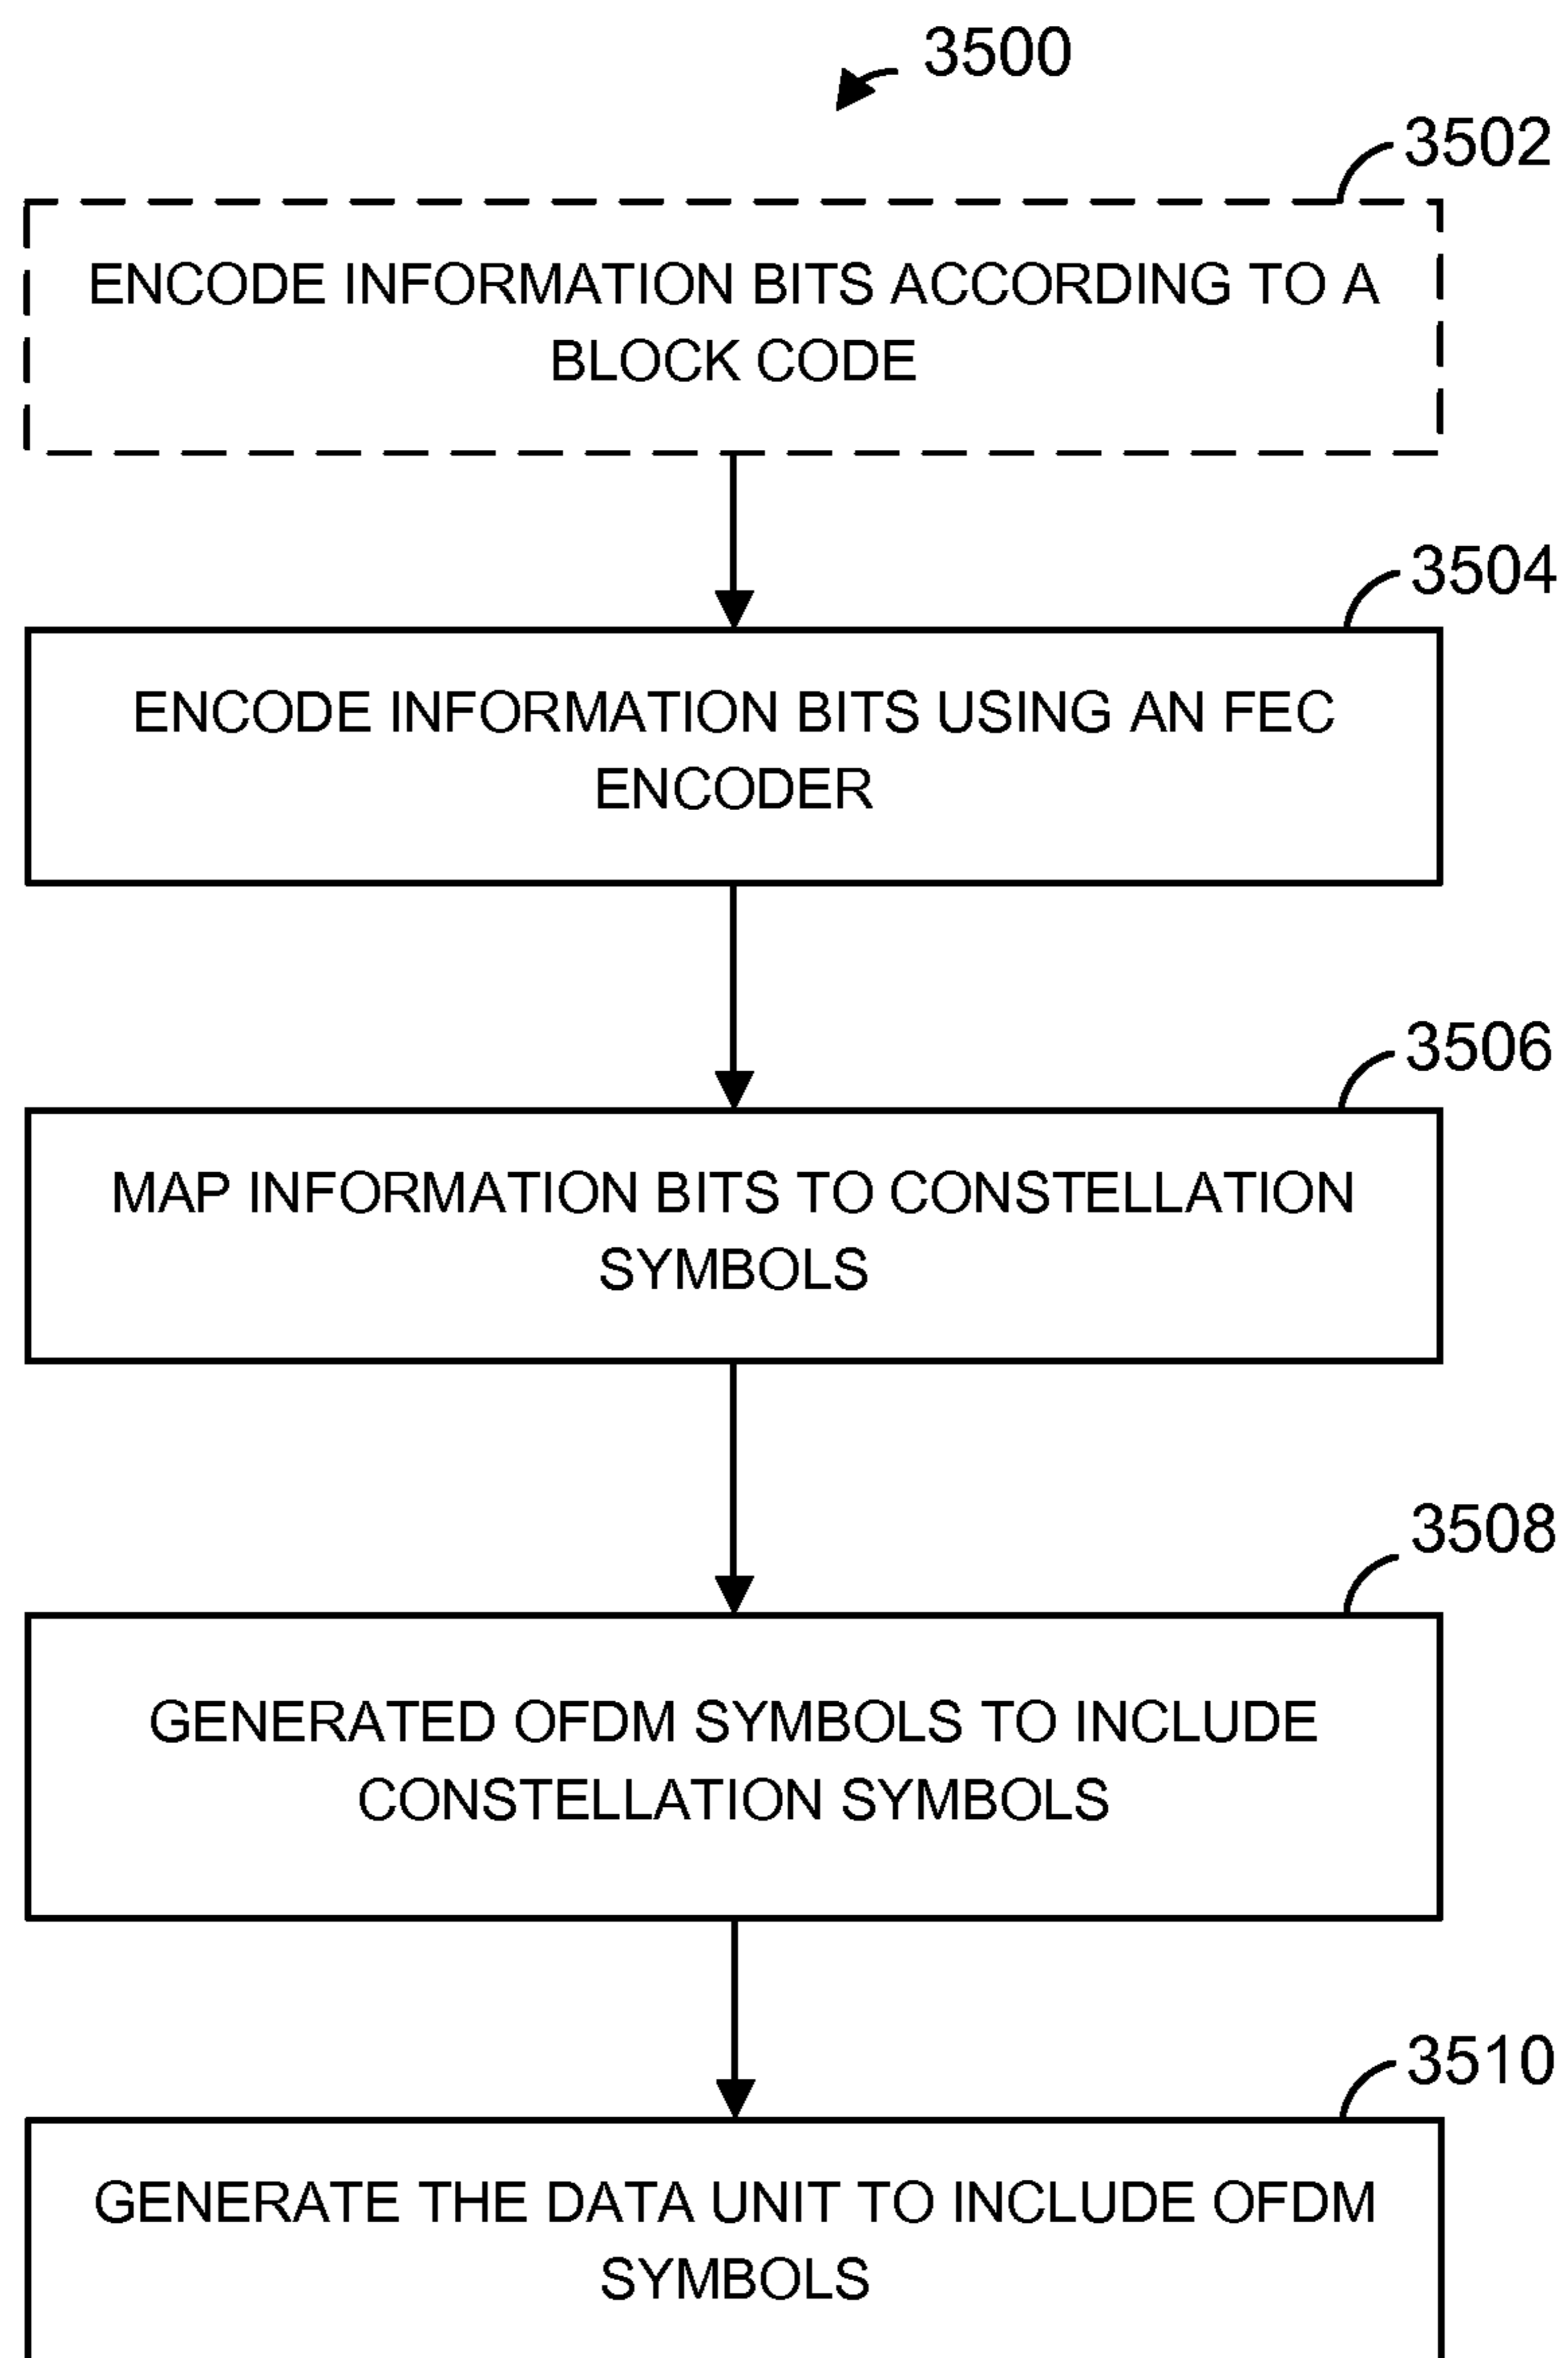 3500
3502
ENCODE INFORMATION BITS ACCORDING TO A
BLOCK CODE
3504
ENCODE INFORMATION BITS USING AN FEC
ENCODER
3506
MAP INFORMATION BITS TO CONSTELLATION
SYMBOLS
3508
GENERATED OFDM SYMBOLS TO INCLUDE
CONSTELLATION SYMBOLS
3510
GENERATE THE DATA UNIT TO INCLUDE OFDM
SYMBOLS